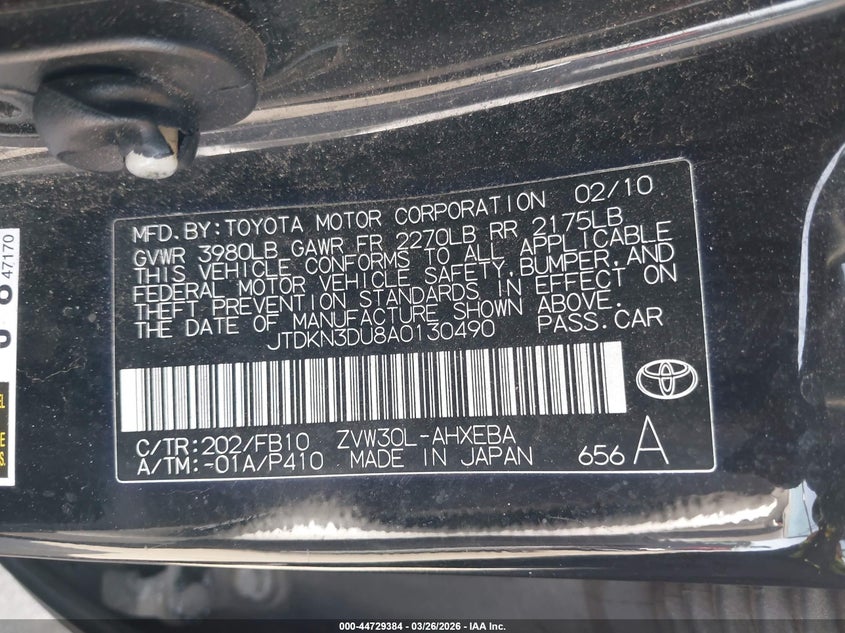 MFD. BY: TOYOTA MOTOR CORPORATION 02/10
GVWR 3980LB GAWR FR 2270LB RR 2175LB
THIS VEHICLE CONFORMS TO ALL APPLICABLE
FEDERAL MOTOR VEHICLE SAFETY, BUMPER, AND
THEFT PREVENTION STANDARDS IN EFFECT ON
THE DATE OF MANUFACTURE SHOWN ABOVE.
JTDKN3DU8A0130490 PASS. CAR
C/TR: 202/FB10 ZVW30L-AHXEBA
A/TM: -01A/P410 MADE IN JAPAN 656 A
47170
000-44729384 | 03/26/2026 - IAA Inc.